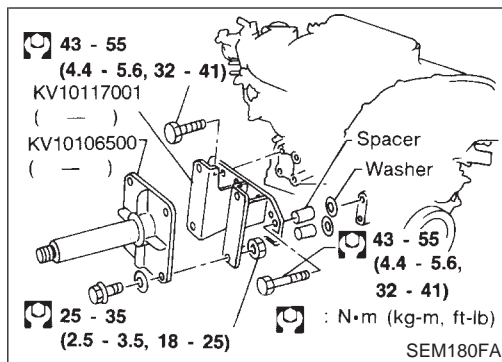 43 - 55
(4.4 - 5.6, 32 - 41)
KV10117001
( — )
KV10106500
( — )
Spacer
Washer
43 - 55
(4.4 - 5.6,
32 - 41)
25 - 35
(2.5 - 3.5, 18 - 25)
: N•m (kg-m, ft-lb)
SEM180FA